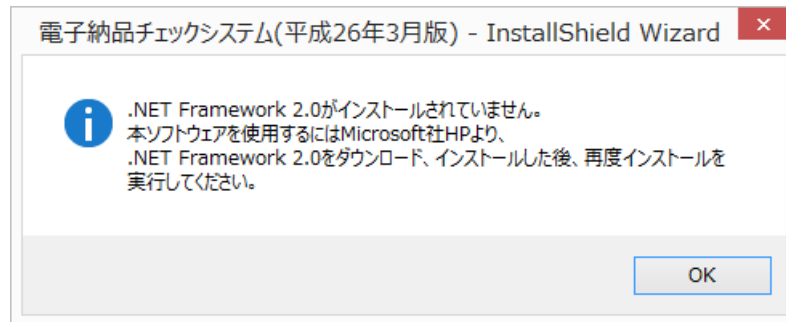 電子納品チェックシステム(平成26年3月版) - InstallShield Wizard
.NET Framework 2.0がインストールされていません。
本ソフトウェアを使用するにはMicrosoft社HPより、
.NET Framework 2.0をダウンロード、インストールした後、再度インストールを
実行してください。
OK